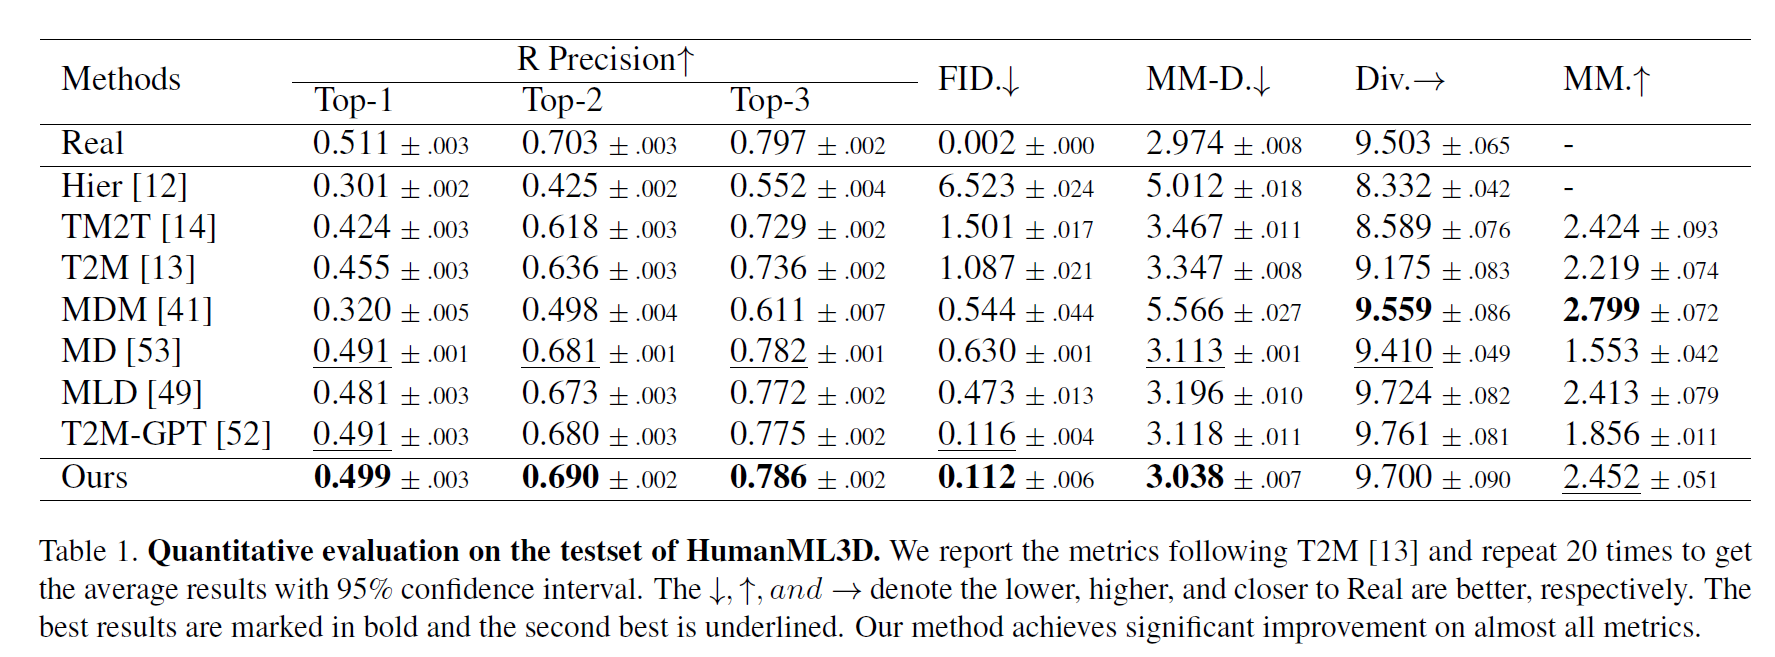 Methods R Precision↑ FID.↓ MM-D.↓ Div.→ MM.↑
Top-1 Top-2 Top-3
Real 0.511 ± .003 0.703 ± .003 0.797 ± .002 0.002 ± .000 2.974 ± .008 9.503 ± .065 -
Hier [12] 0.301 ± .002 0.425 ± .002 0.552 ± .004 6.523 ± .024 5.012 ± .018 8.332 ± .042 -
TM2T [14] 0.424 ± .003 0.618 ± .003 0.729 ± .002 1.501 ± .017 3.467 ± .011 8.589 ± .076 2.424 ± .093
T2M [13] 0.455 ± .003 0.636 ± .003 0.736 ± .002 1.087 ± .021 3.347 ± .008 9.175 ± .083 2.219 ± .074
MDM [41] 0.320 ± .005 0.498 ± .004 0.611 ± .007 0.544 ± .044 5.566 ± .027 9.559 ± .086 2.799 ± .072
MD [53] 0.491 ± .001 0.681 ± .001 0.782 ± .001 0.630 ± .001 3.113 ± .001 9.410 ± .049 1.553 ± .042
MLD [49] 0.481 ± .003 0.673 ± .003 0.772 ± .002 0.473 ± .013 3.196 ± .010 9.724 ± .082 2.413 ± .079
T2M-GPT [52] 0.491 ± .003 0.680 ± .003 0.775 ± .002 0.116 ± .004 3.118 ± .011 9.761 ± .081 1.856 ± .011
Ours 0.499 ± .003 0.690 ± .002 0.786 ± .002 0.112 ± .006 3.038 ± .007 9.700 ± .090 2.452 ± .051
Table 1. Quantitative evaluation on the testset of HumanML3D. We report the metrics following T2M [13] and repeat 20 times to get
the average results with 95% confidence interval. The ↓, ↑, and → denote the lower, higher, and closer to Real are better, respectively. The
best results are marked in bold and the second best is underlined. Our method achieves significant improvement on almost all metrics.